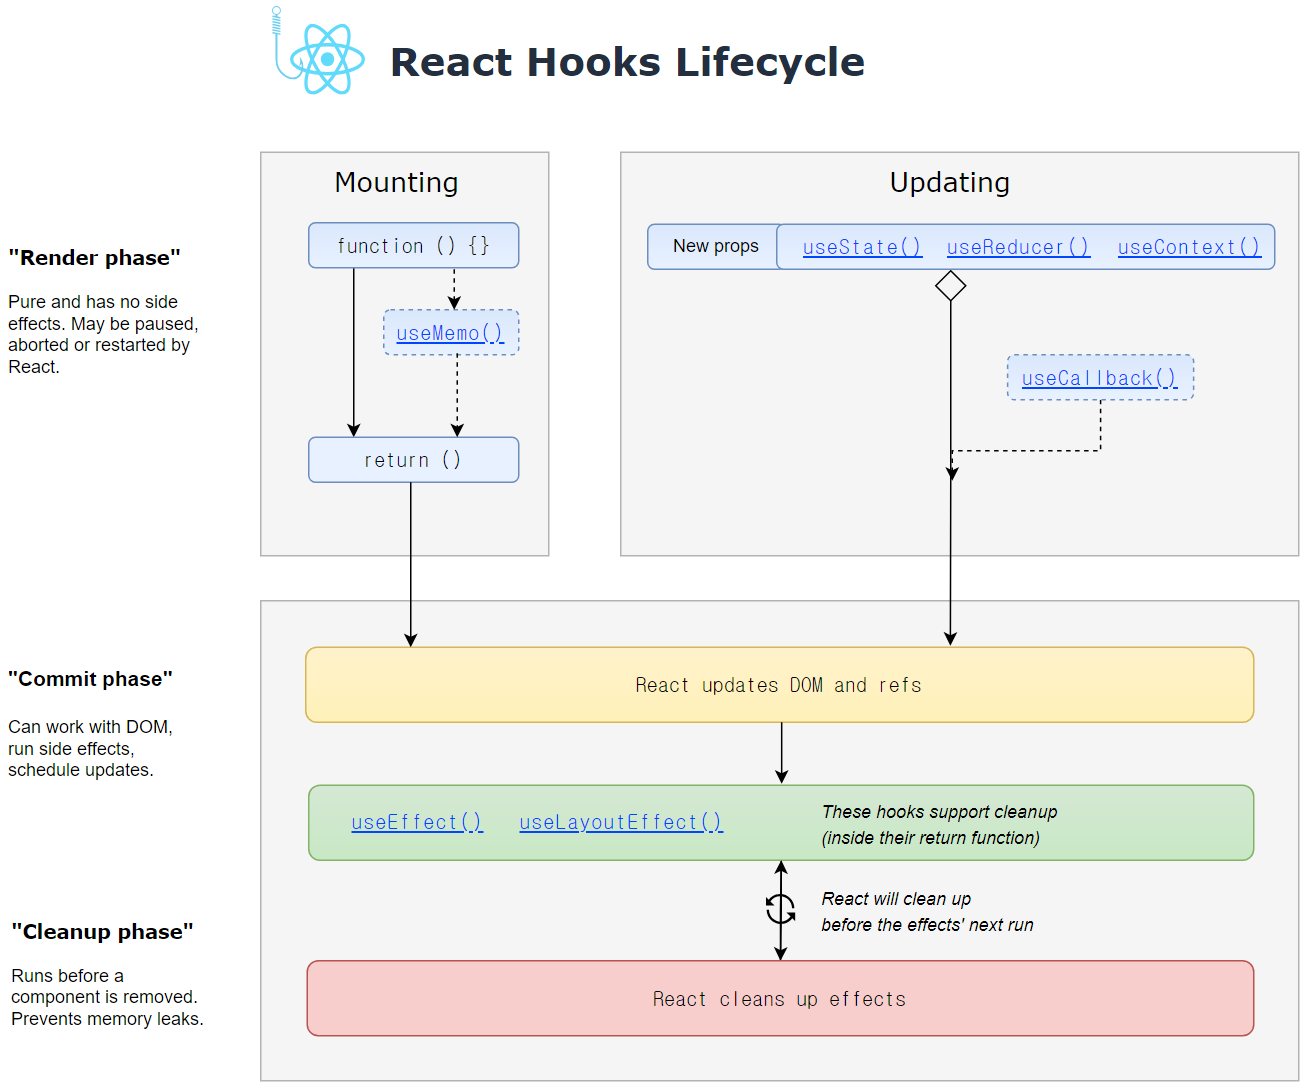 React Hooks Lifecycle
Mounting
Updating
"Render phase"
Pure and has no side
effects. May be paused,
aborted or restarted by
React.
function () {}
useMemo()
return ()
New props
useState()
useReducer()
useContext()
useCallback()
"Commit phase"
Can work with DOM,
run side effects,
schedule updates.
React updates DOM and refs
useEffect()
useLayoutEffect()
These hooks support cleanup
(inside their return function)
React will clean up
before the effects' next run
"Cleanup phase"
Runs before a
component is removed.
Prevents memory leaks.
React cleans up effects